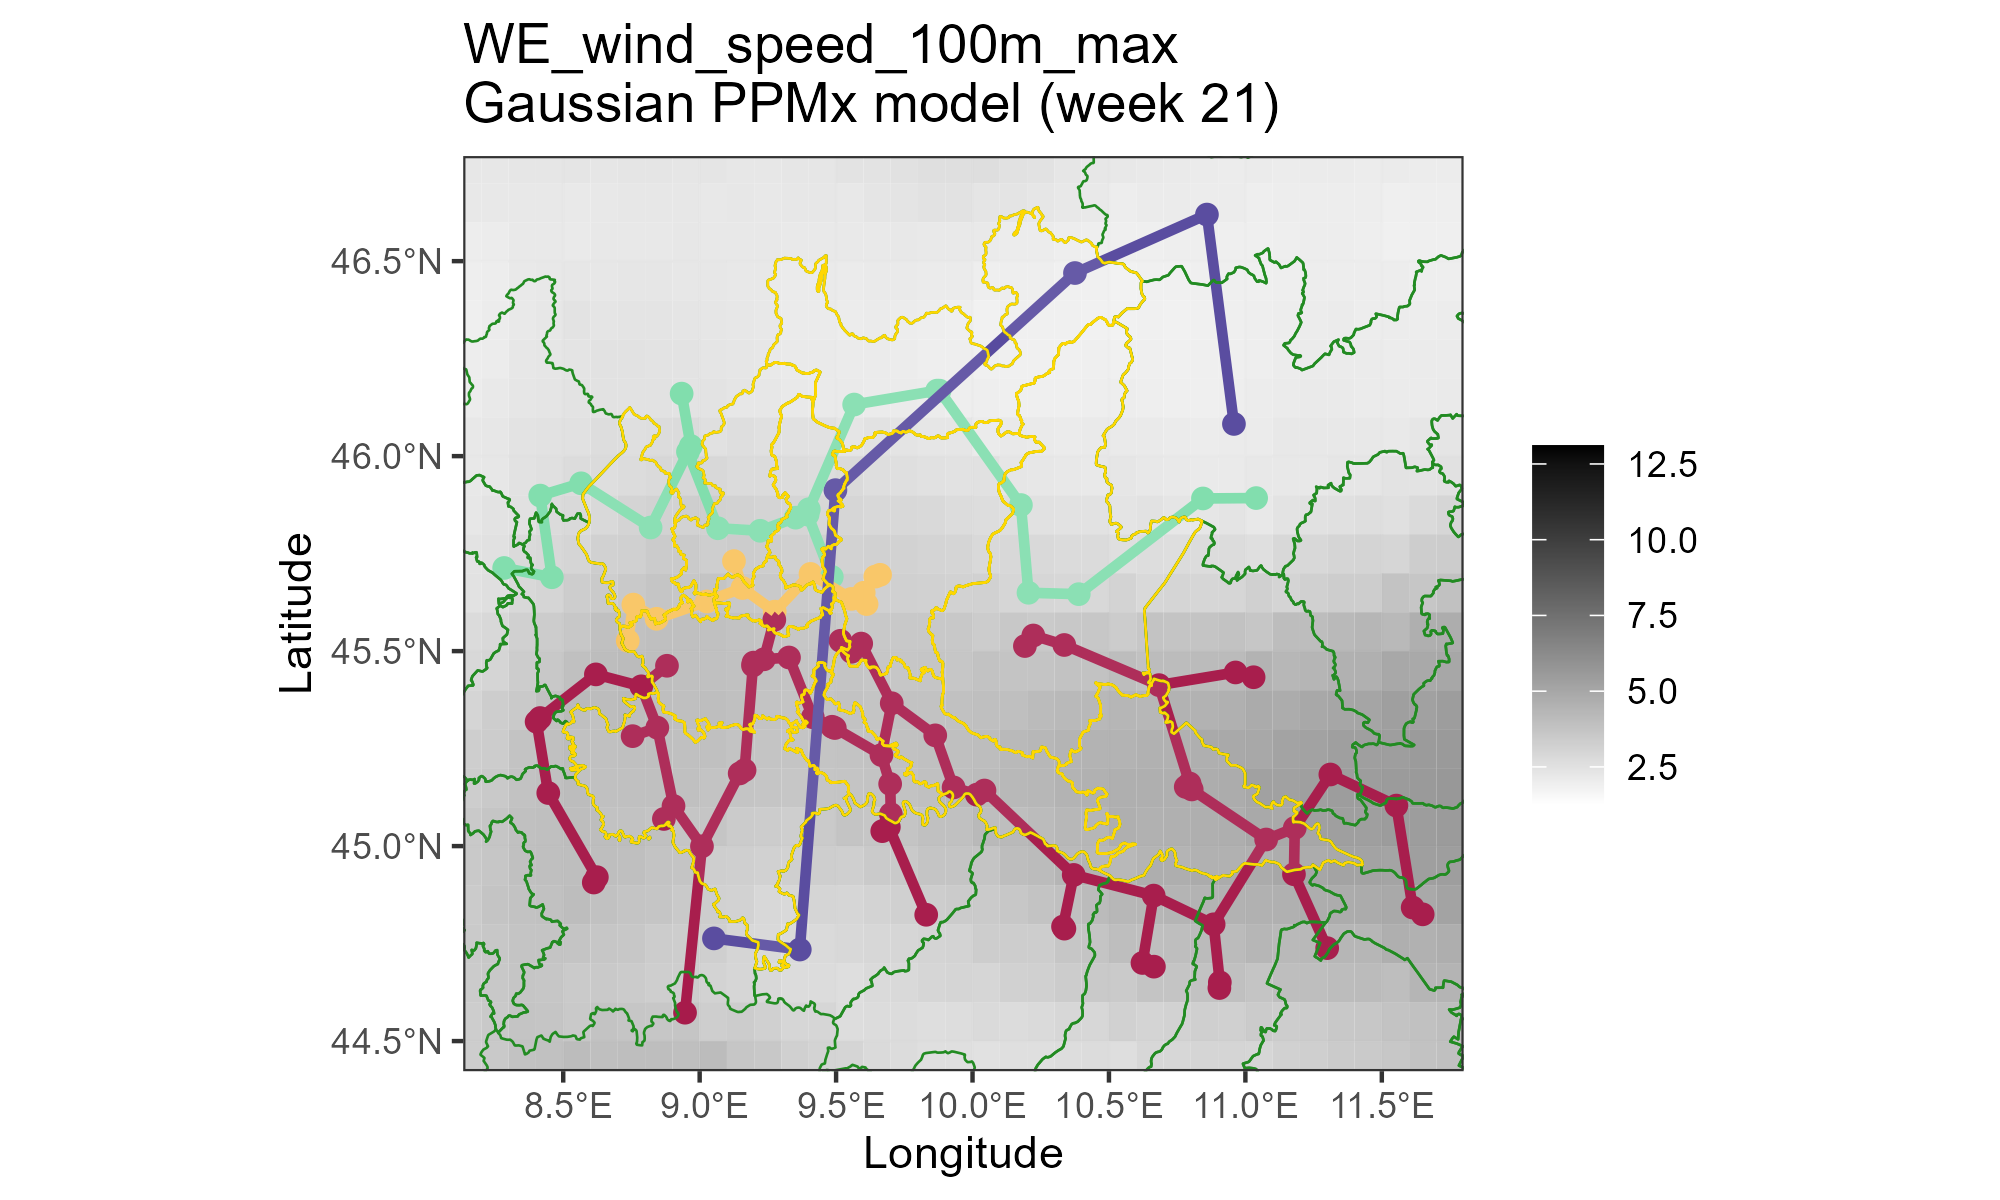 WE_wind_speed_100m_max
Gaussian PPMx model (week 21)
46.5°N
46.0°N
45.5°N
45.0°N
44.5°N
Latitude
8.5°E 9.0°E 9.5°E 10.0°E 10.5°E 11.0°E 11.5°E
Longitude
12.5
10.0
7.5
5.0
2.5